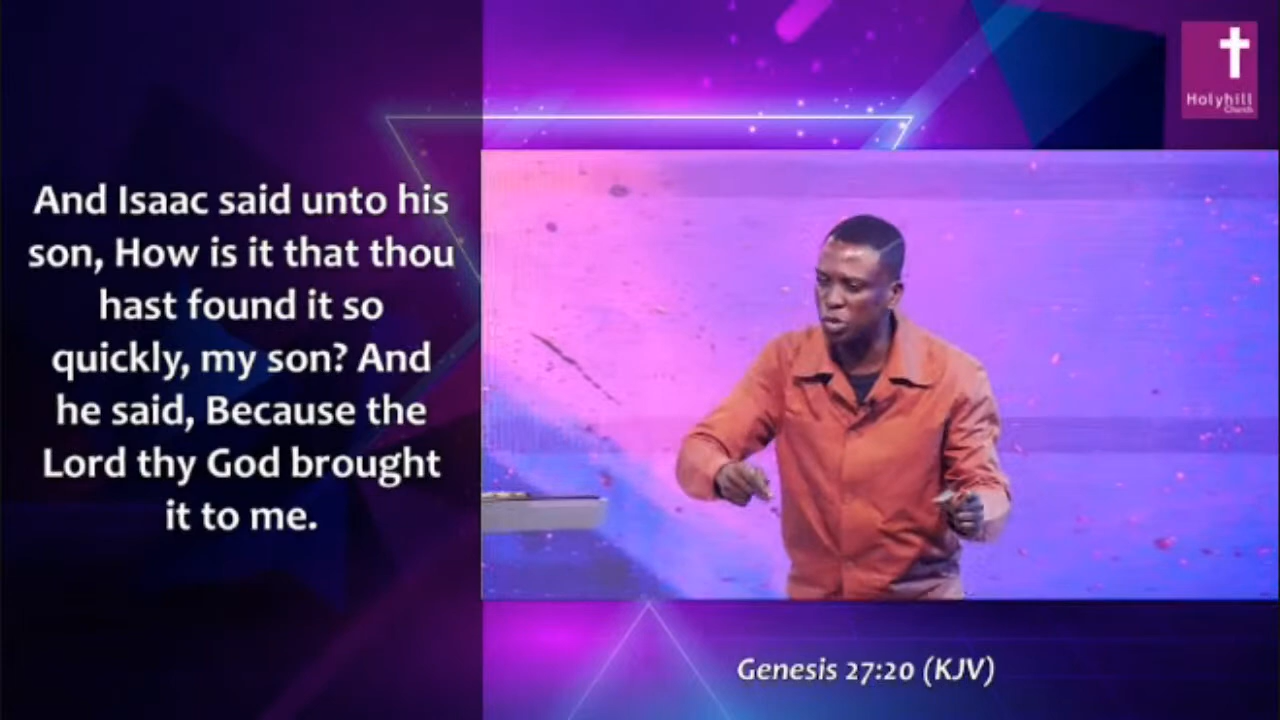 And Isaac said unto his
son, How is it that thou
hast found it so
quickly, my son? And
he said, Because the
Lord thy God brought
it to me.
Holyhill
Church
Genesis 27:20 (KJV)